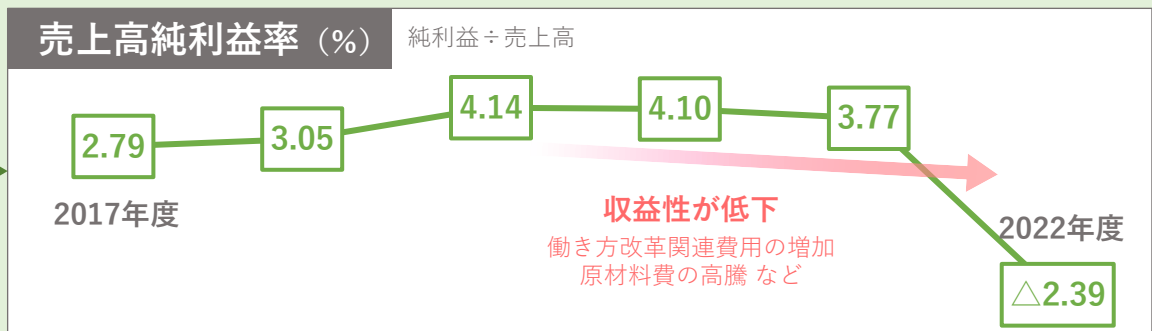 売上高純利益率（%） 純利益÷売上高
2.79 3.05 4.14 4.10 3.77
2017年度
収益性が低下
働き方改革関連費用の増加
原材料費の高騰 など
2022年度
△2.39